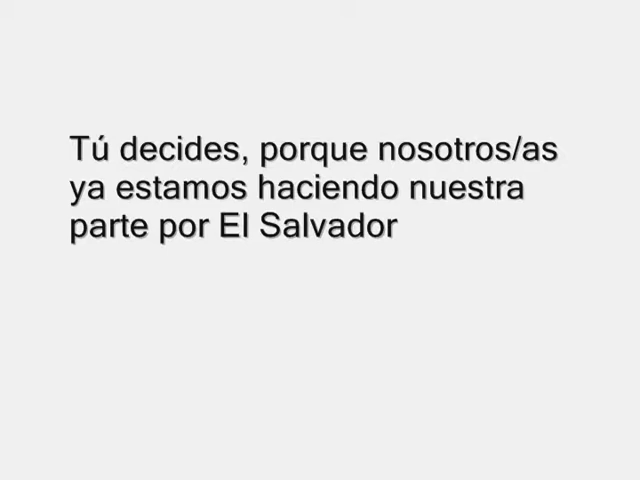 Tú decides, porque nosotros/as
ya estamos haciendo nuestra
parte por El Salvador